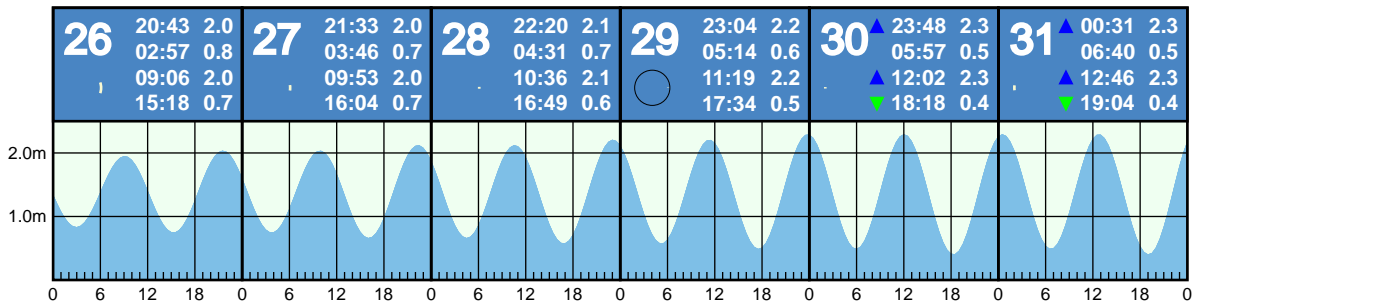 26
20:43 2.0
02:57 0.8
09:06 2.0
15:18 0.7
27
21:33 2.0
03:46 0.7
09:53 2.0
16:04 0.7
28
22:20 2.1
04:31 0.7
10:36 2.1
16:49 0.6
29
23:04 2.2
05:14 0.6
11:19 2.2
17:34 0.5
30
▲ 23:48 2.3
05:57 0.5
▲ 12:02 2.3
▼ 18:18 0.4
31
▲ 00:31 2.3
06:40 0.5
▲ 12:46 2.3
▼ 19:04 0.4
2.0m
1.0m
0 6 12 18 0 6 12 18 0 6 12 18 0 6 12 18 0 6 12 18 0 6 12 18 0